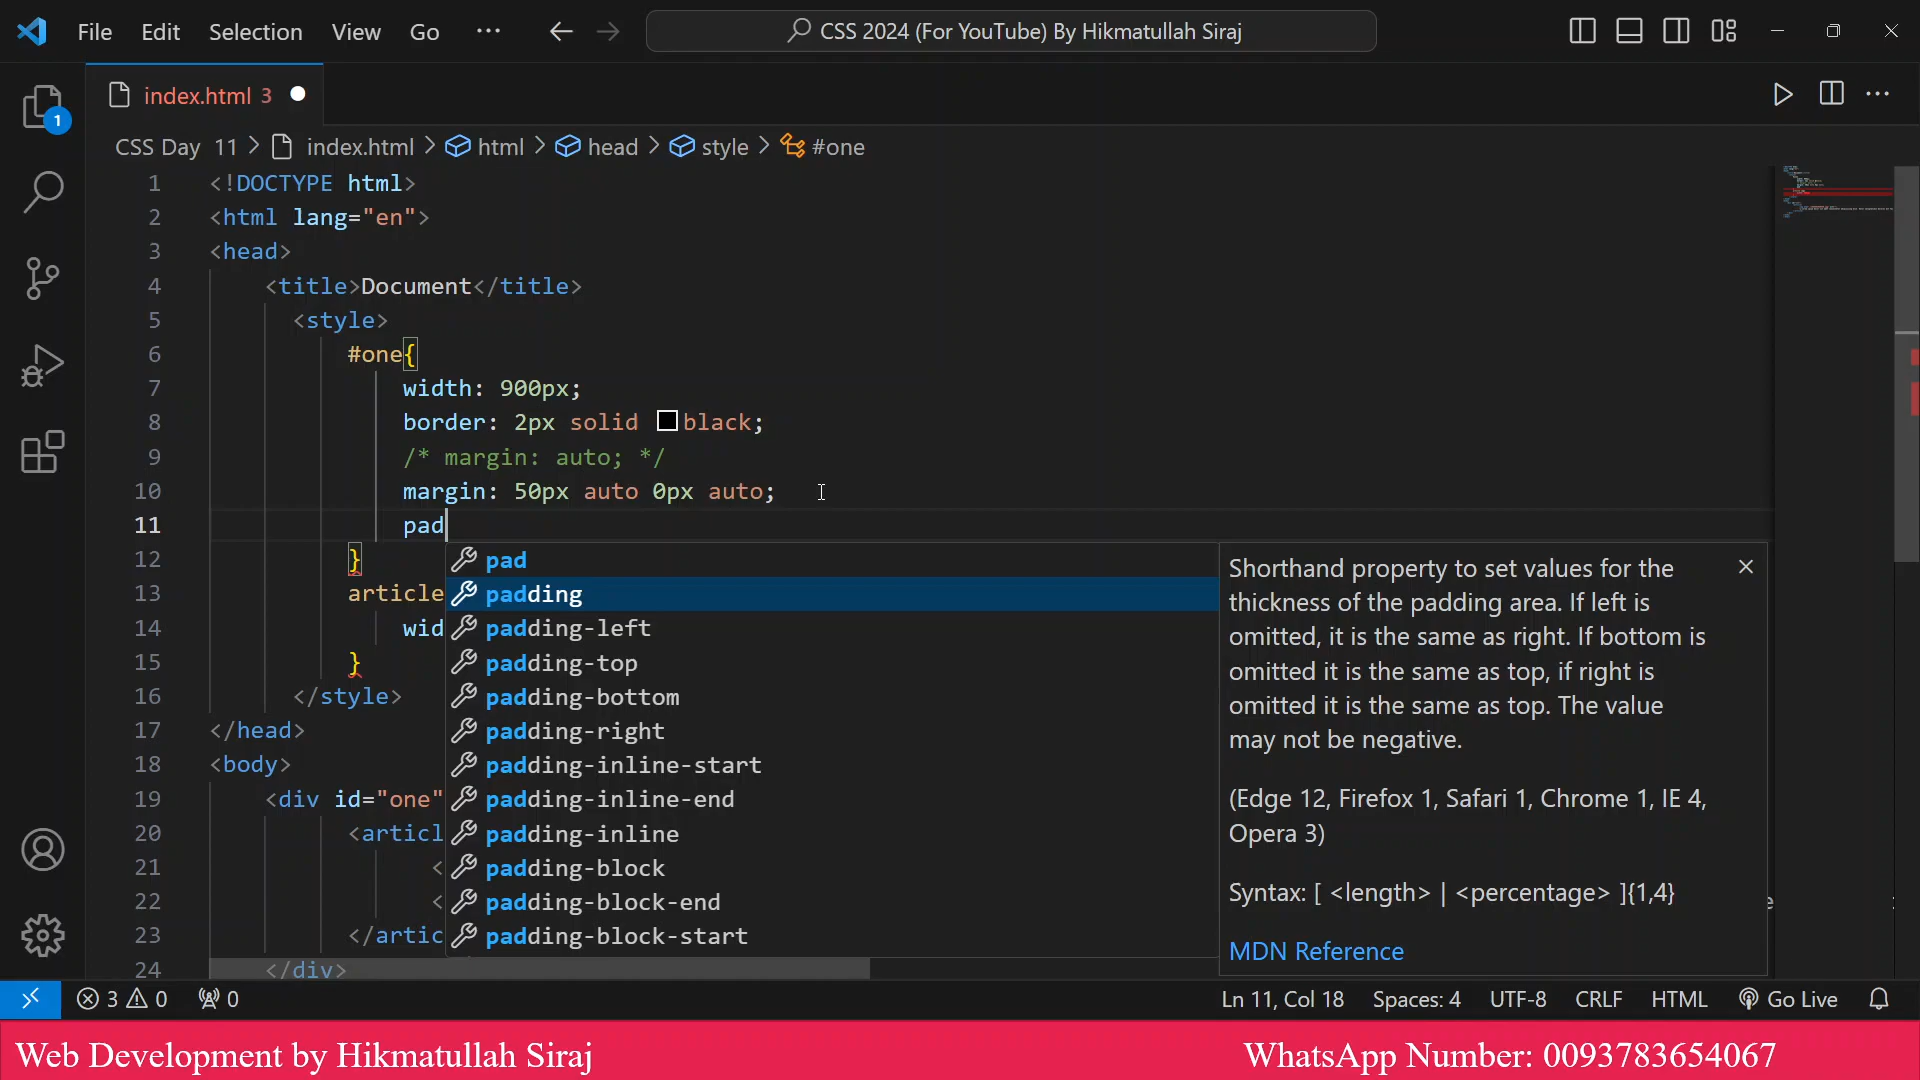 File Edit Selection View Go ··· CSS 2024 (For YouTube) By Hikmatullah Siraj
1
index.html 3
CSS Day 11 > index.html > html > head > style > #one
1 <!DOCTYPE html>
2 <html lang="en">
3 <head>
4 <title>Document</title>
5 <style>
6 #one{
7 width: 900px;
8 border: 2px solid black;
9 /* margin: auto; */
10 margin: 50px auto 0px auto;
11 pad
12 }
13 article
14 wid
15 }
16 </style>
17 </head>
18 <body>
19 <div id="one"
20 <articl
21 <
22 <
23 </artic
24 </div>
pad
padding
padding-left
padding-top
padding-bottom
padding-right
padding-inline-start
padding-inline-end
padding-inline
padding-block
padding-block-end
padding-block-start
Shorthand property to set values for the
thickness of the padding area. If left is
omitted, it is the same as right. If bottom is
omitted it is the same as top, if right is
omitted it is the same as top. The value
may not be negative.
(Edge 12, Firefox 1, Safari 1, Chrome 1, IE 4,
Opera 3)
Syntax: [ <length> | <percentage> ]{1,4}
MDN Reference
3 0 0 Ln 11, Col 18 Spaces: 4 UTF-8 CRLF HTML Go Live
Web Development by Hikmatullah Siraj WhatsApp Number: 0093783654067